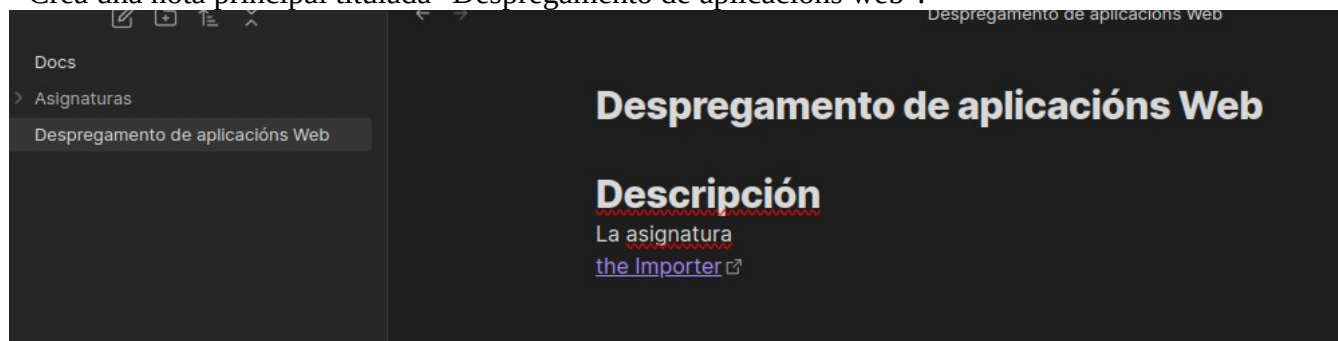 Crea una nota principal titulada "Despregamento de aplicacións web".
Despregamento de aplicacións Web
Docs
Asignaturas
Despregamento de aplicacións Web
Despregamento de aplicacións Web
Descripción
La asignatura
the Importer